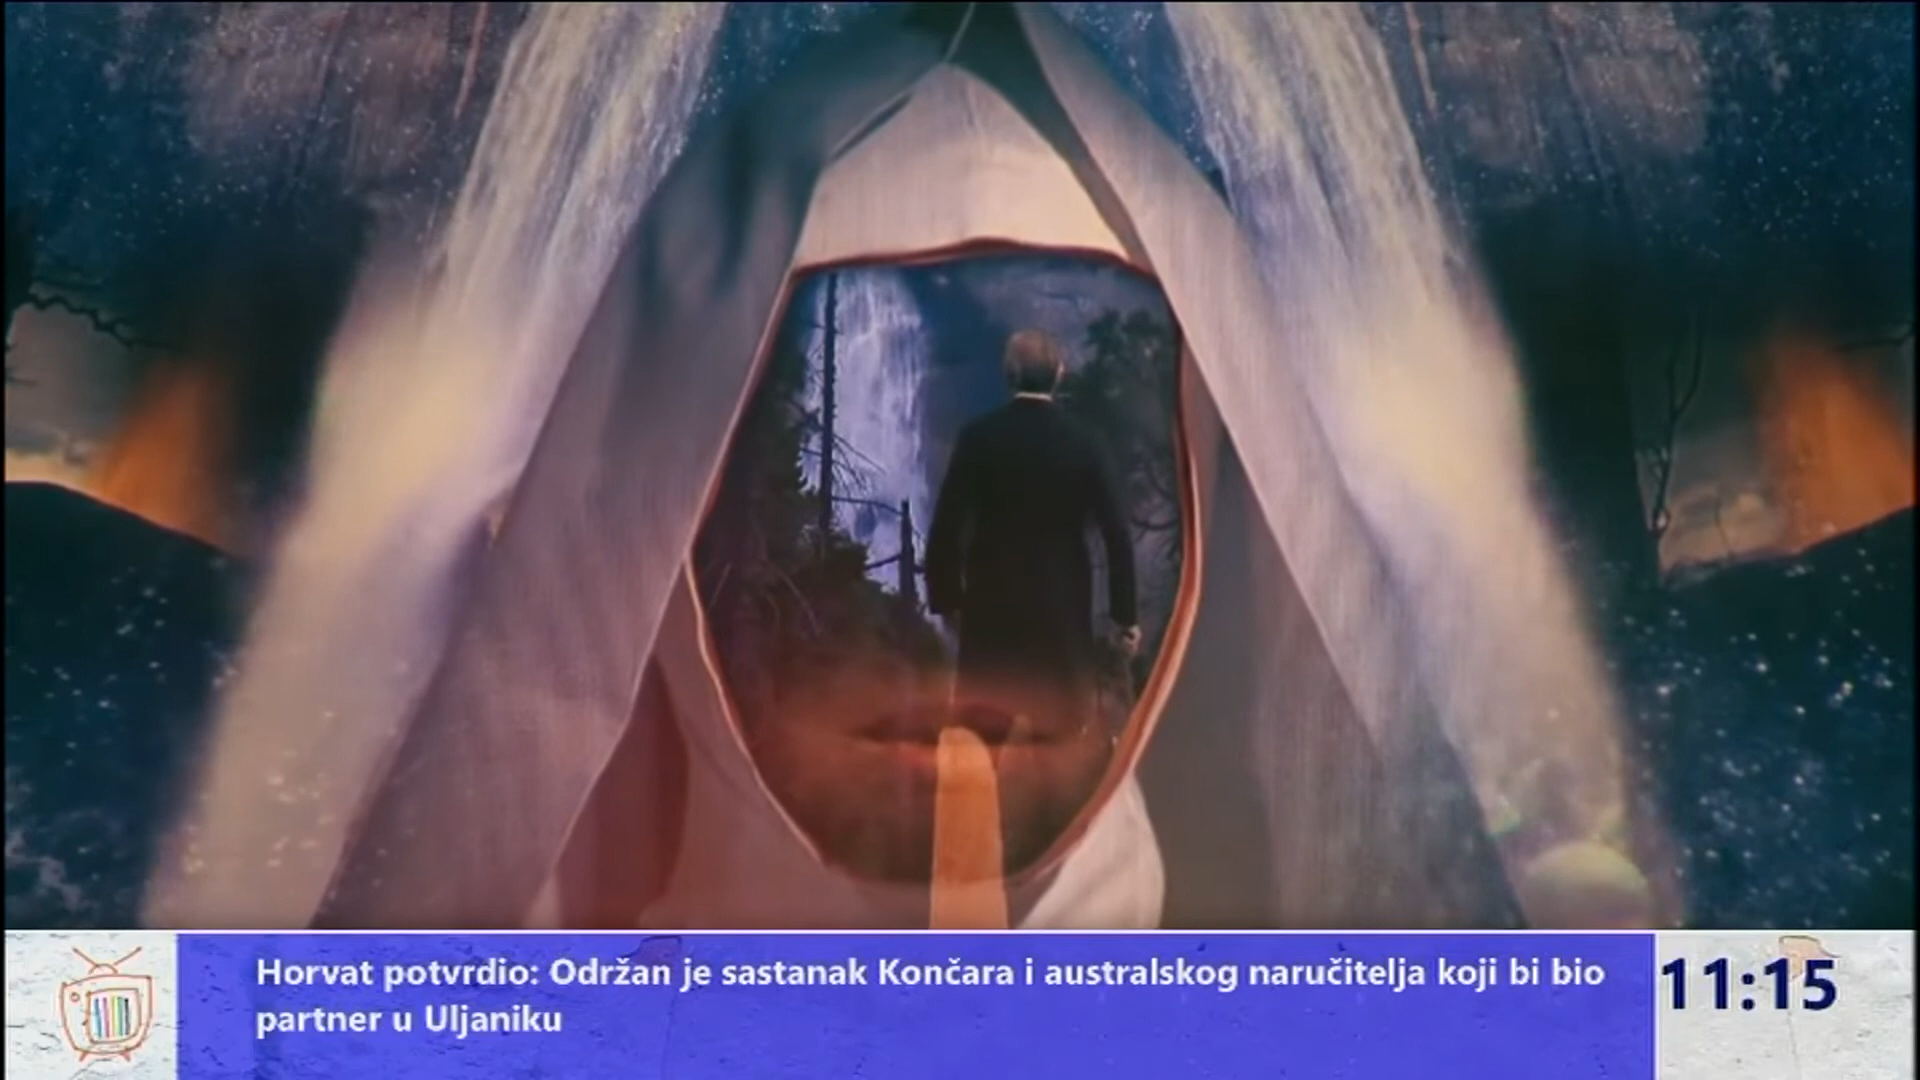 Horvat potvrdio: Održan je sastanak Končara i australskog naručitelja koji bi bio
partner u Uljaniku
11:15